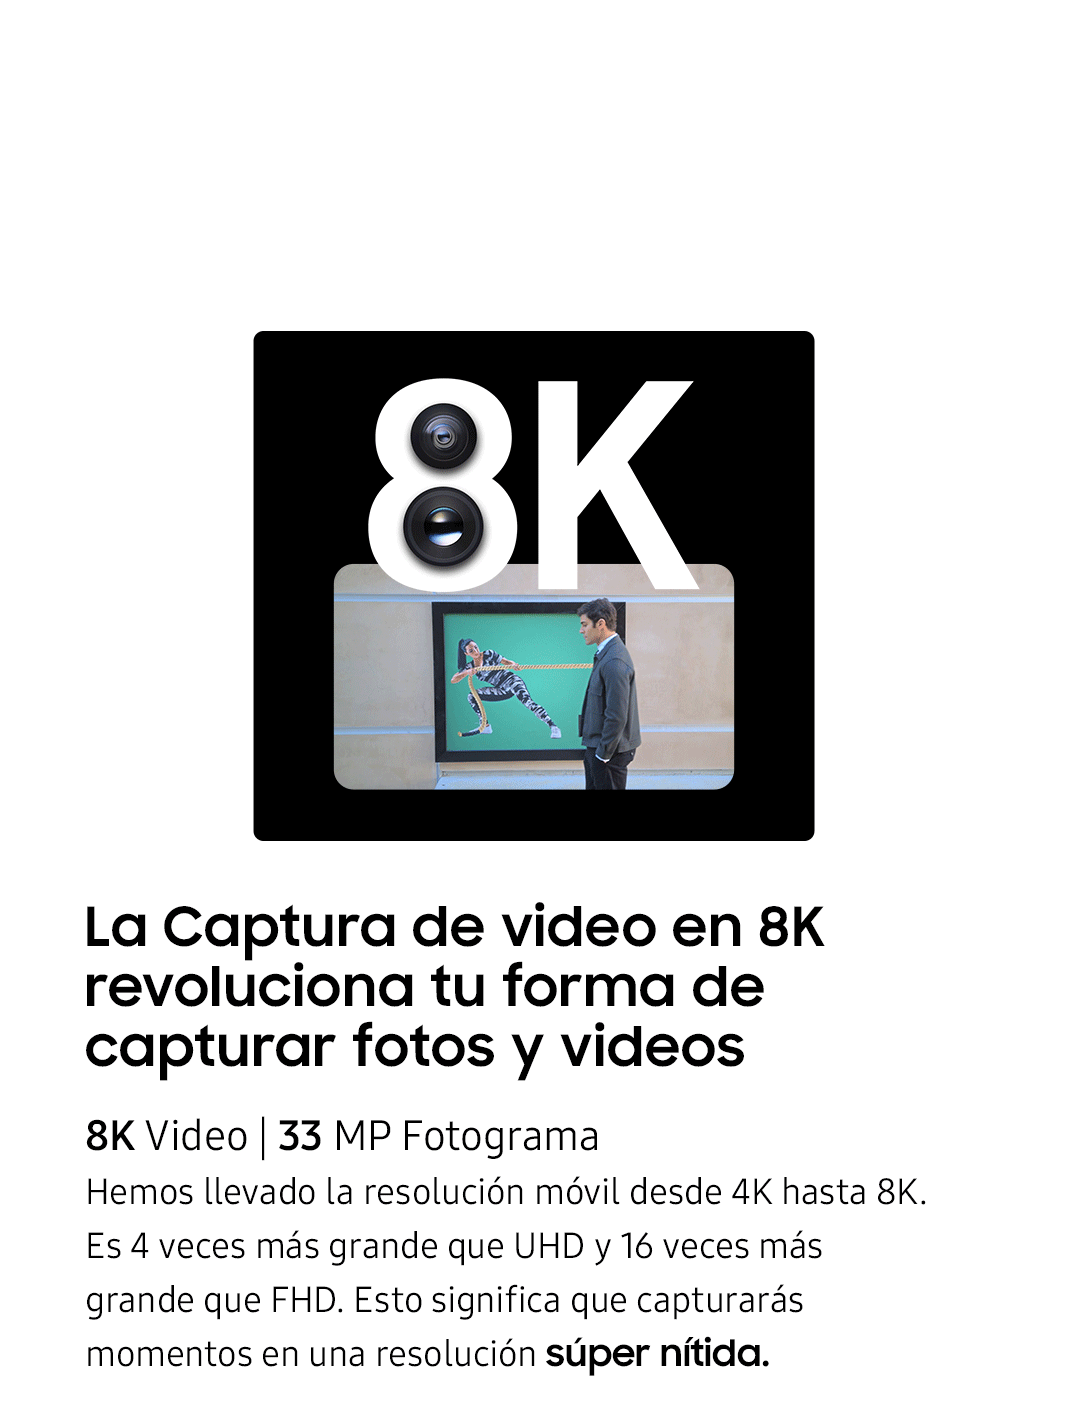 8K
La Captura de video en 8K
revoluciona tu forma de
capturar fotos y videos
8K Video | 33 MP Fotograma
Hemos llevado la resolución móvil desde 4K hasta 8K.
Es 4 veces más grande que UHD y 16 veces más
grande que FHD. Esto significa que capturarás
momentos en una resolución súper nítida.